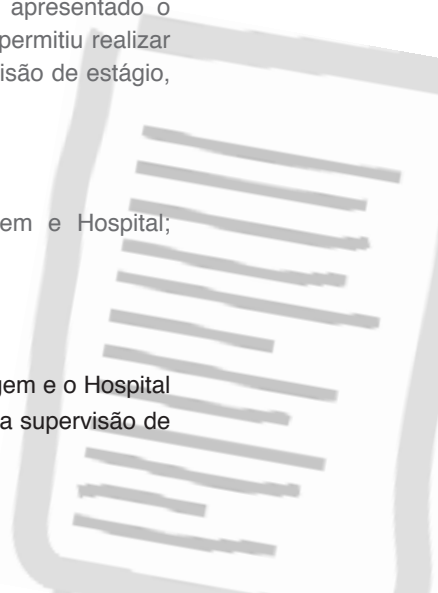 apresentado o
permitiu realizar
isão de estágio,
em e Hospital;
gem e o Hospital
a supervisão de